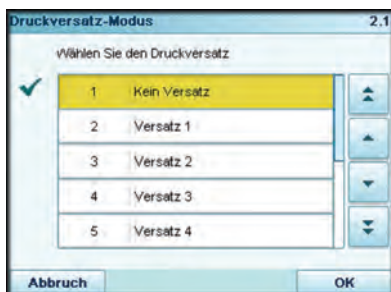 Druckversatz-Modus 2.1
Wählen Sie den Druckversatz
1 Kein Versatz
2 Versatz 1
3 Versatz 2
4 Versatz 3
5 Versatz 4
Abbruch OK